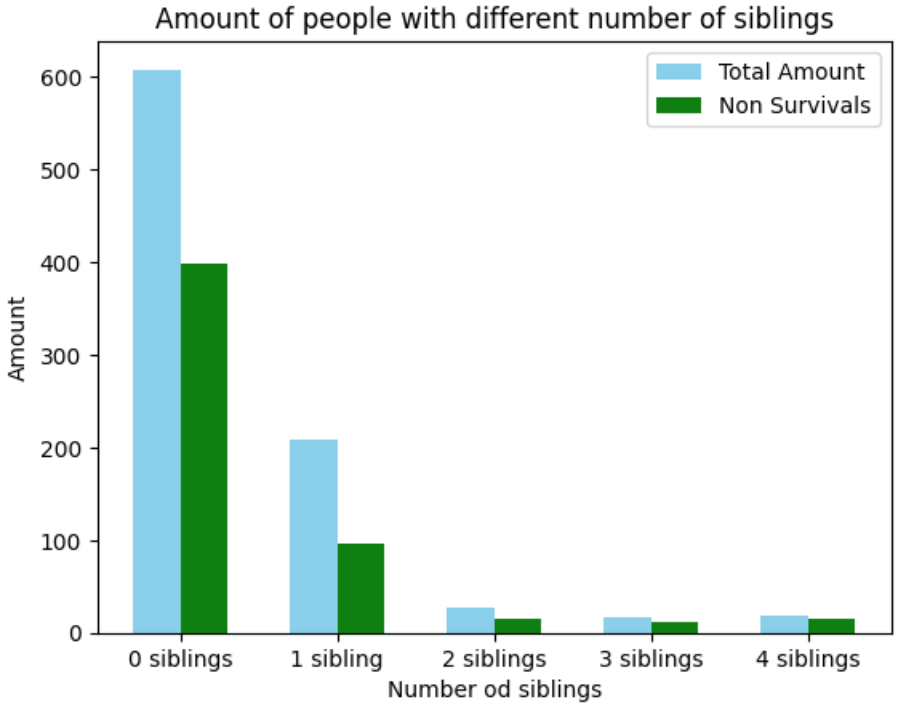 Amount of people with different number of siblings
Total Amount
Non Survivals
600
500
400
300
200
100
0
Amount
0 siblings 1 sibling 2 siblings 3 siblings 4 siblings
Number od siblings